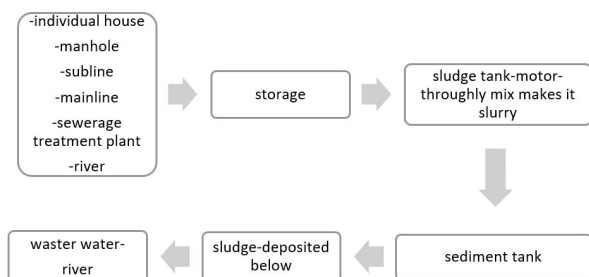 -individual house
-manhole
-subline
-mainline
-sewerage
treatment plant
-river
storage
sludge tank-motor-
throughly mix makes it
slurry
sediment tank
sludge-deposited
below
waster water-
river